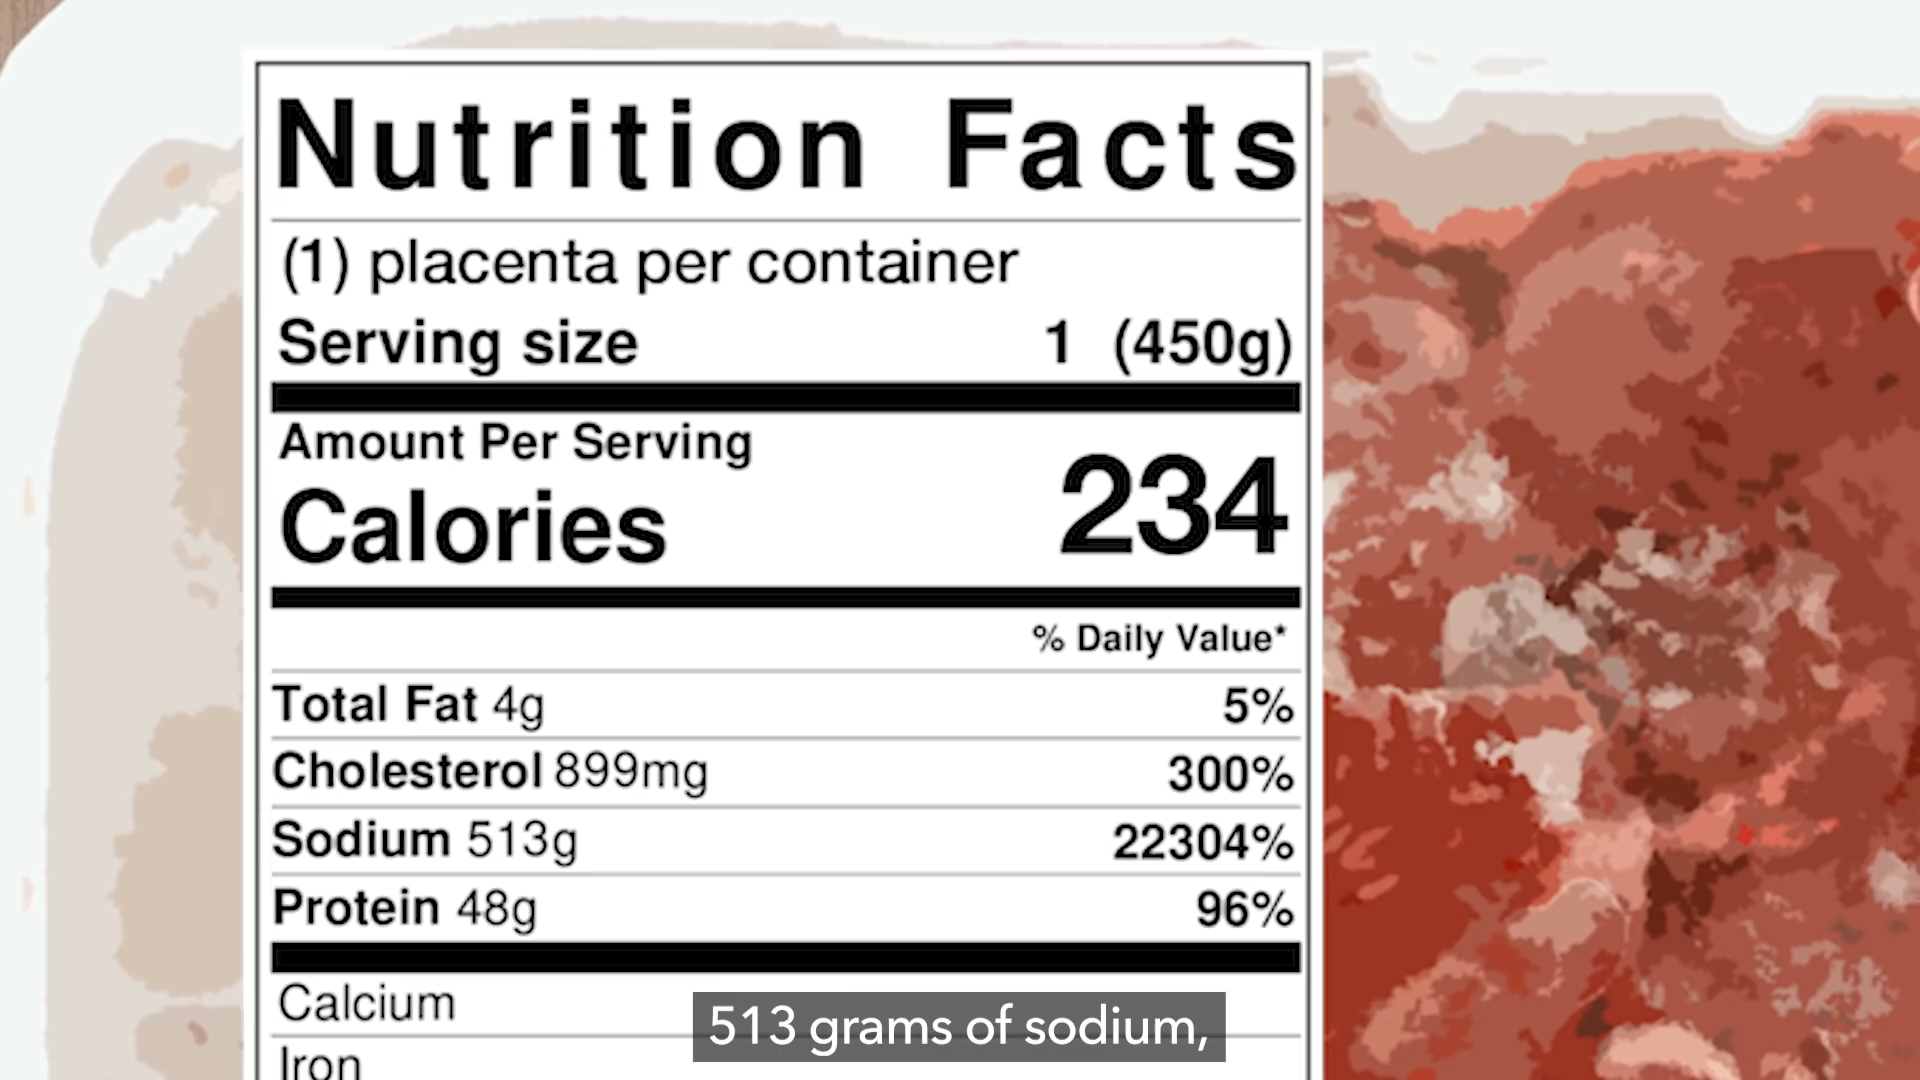 Nutrition Facts
(1) placenta per container
Serving size 1 (450g)
Amount Per Serving
Calories 234
% Daily Value*
Total Fat 4g 5%
Cholesterol 899mg 300%
Sodium 513g 22304%
Protein 48g 96%
Calcium
Iron
513 grams of sodium,